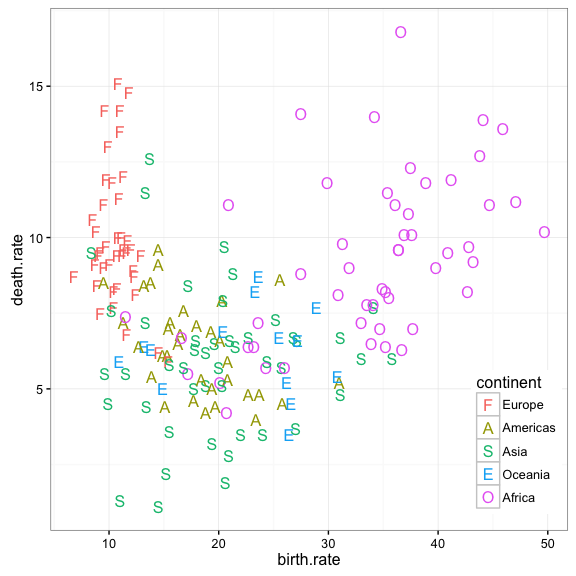 15
10
5
death.rate
10 20 30 40 50
birth.rate
continent
F Europe
A Americas
S Asia
E Oceania
O Africa